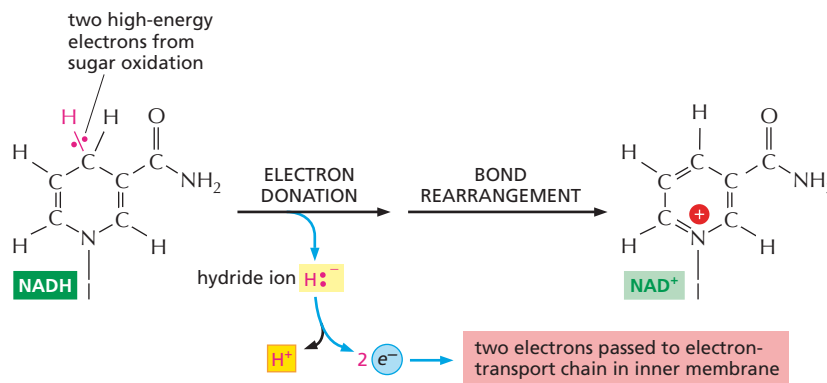 two high-energy
electrons from
sugar oxidation
H H O
H C C
C C NH2
C C
H N H
NADH
ELECTRON
DONATION
BOND
REARRANGEMENT
hydride ion H:−
H+
2 e−
two electrons passed to electron-
transport chain in inner membrane
H O
H C C
C C NH2
C + C
H N H
NAD+